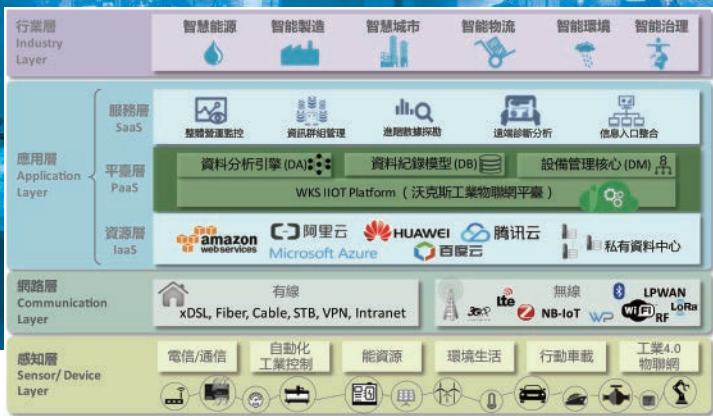 行業層
Industry
Layer
智慧能源
智能製造
智慧城市
智能物流
智能環境
智能治理
應用層
Application
Layer
服務層
SaaS
整體營運監控
資訊群組管理
進階數據探勘
遠端診斷分析
信息入口整合
平臺層
PaaS
資料分析引擎 (DA)
資料紀錄模型 (DB)
設備管理核心 (DM)
WKS IIOT Platform（沃克斯工業物聯網平臺）
資源層
IaaS
amazon
webservices
阿里云
HUAWEI
腾讯云
Microsoft Azure
百度云
私有資料中心
網路層
Communication
Layer
有線
xDSL, Fiber, Cable, STB, VPN, Intranet
無線
LPWAN
3GPP
lte
NB-IoT
WP
WiFi
RF
LoRa
感知層
Sensor/ Device
Layer
電信/通信
自動化
工業控制
能資源
環境生活
行動車載
工業4.0
物聯網